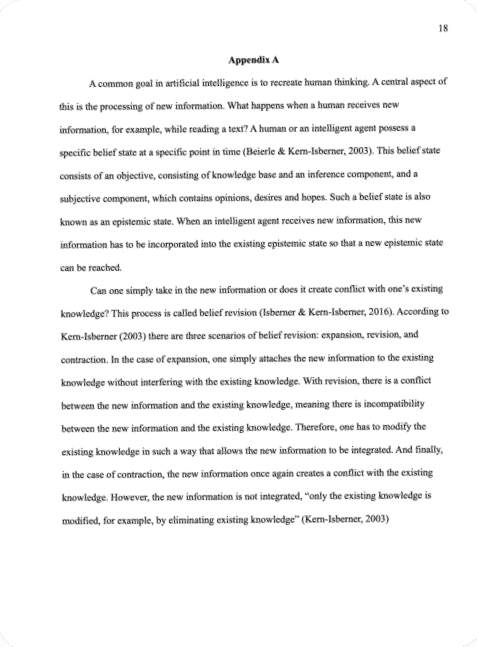 18
Appendix A
A common goal in artificial intelligence is to recreate human thinking. A central aspect of
this is the processing of new information. What happens when a human receives new
information, for example, while reading a text? A human or an intelligent agent possess a
specific belief state at a specific point in time (Beierle & Kern-Isberner, 2003). This belief state
consists of an objective, consisting of knowledge base and an inference component, and a
subjective component, which contains opinions, desires and hopes. Such a belief state is also
known as an epistemic state. When an intelligent agent receives new information, this new
information has to be incorporated into the existing epistemic state so that a new epistemic state
can be reached.
Can one simply take in the new information or does it create conflict with one's existing
knowledge? This process is called belief revision (Isberner & Kern-Isberner, 2016). According to
Kern-Isberner (2003) there are three scenarios of belief revision: expansion, revision, and
contraction. In the case of expansion, one simply attaches the new information to the existing
knowledge without interfering with the existing knowledge. With revision, there is a conflict
between the new information and the existing knowledge, meaning there is incompatibility
between the new information and the existing knowledge. Therefore, one has to modify the
existing knowledge in such a way that allows the new information to be integrated. And finally,
in the case of contraction, the new information once again creates a conflict with the existing
knowledge. However, the new information is not integrated, "only the existing knowledge is
modified, for example, by eliminating existing knowledge" (Kern-Isberner, 2003)